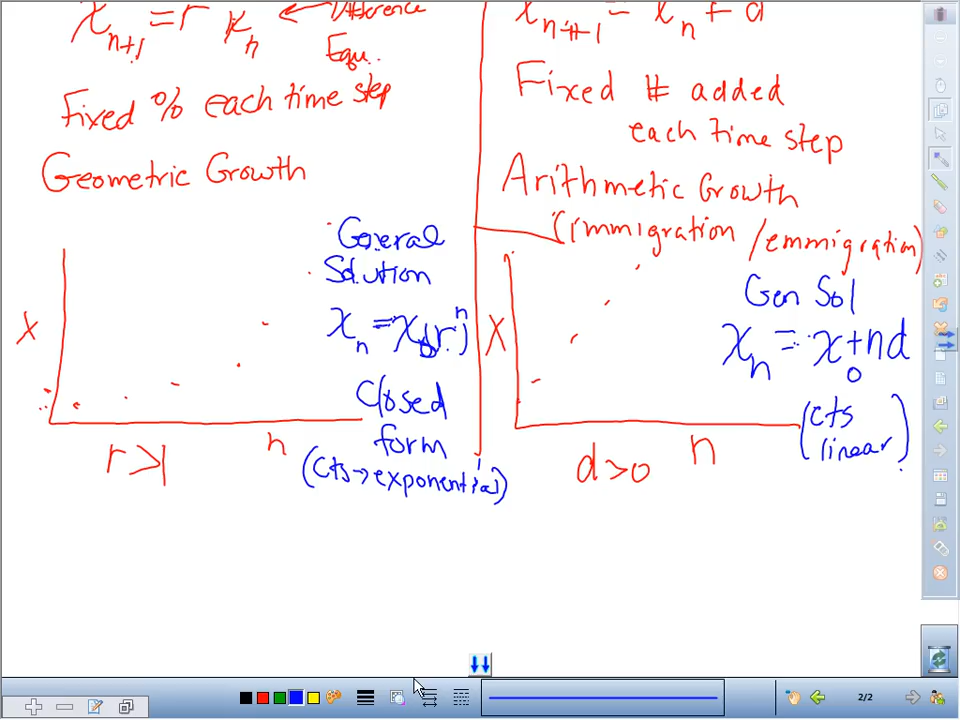 x_{n+1} = r x_n ← Difference
Equ.
Fixed % each time step
Geometric Growth
General
Solution
x_n = x_0(r^n)
Closed
form
(cts→exponential)
x
n
r>1
x_{n+1} = x_n + d
Fixed # added
each time step
Arithmetic Growth
(immigration /emmigration)
Gen Sol
x_n = x_0 + nd
(cts
linear)
x
n
d>0
2/2